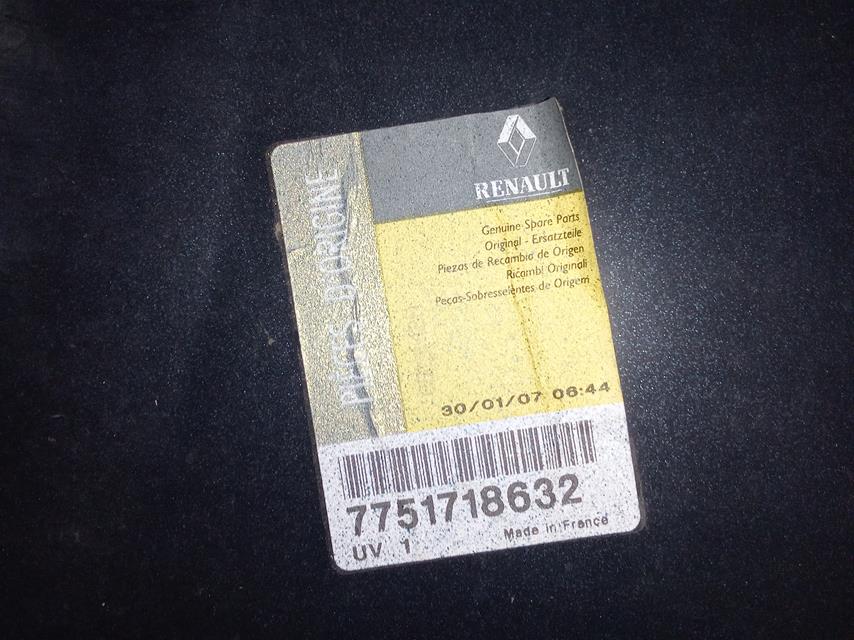 PIÈCES D'ORIGINE
RENAULT
Genuine Spare Parts
Original - Ersatzteile
Piezas de Recambio de Origen
Ricambi Originali
Peças-Sobresselentes de Origem
30/01/07 06:44
7751718632
UV 1
Made in France